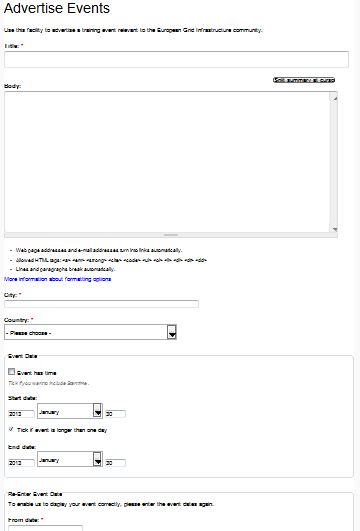 Advertise Events
Use this facility to advertise a training event relevant to the European Grid Infrastructure community.
Title: *
Split summary at cursor
Body:
Web page addresses and e-mail addresses turn into links automatically.
Allowed HTML tags: <a> <em> <strong> <cite> <code> <ul> <ol> <li> <dl> <dt> <dd>
Lines and paragraphs break automatically.
More information about formatting options
City: *
Country: *
- Please choose -
Event Date
Event has time
Tick if you want to include Start time.
Start date:
2013 January 30
Tick if event is longer than one day
End date:
2013 January 30
Re-Enter Event Date
To enable us to display your event correctly, please enter the event dates again.
From date: *